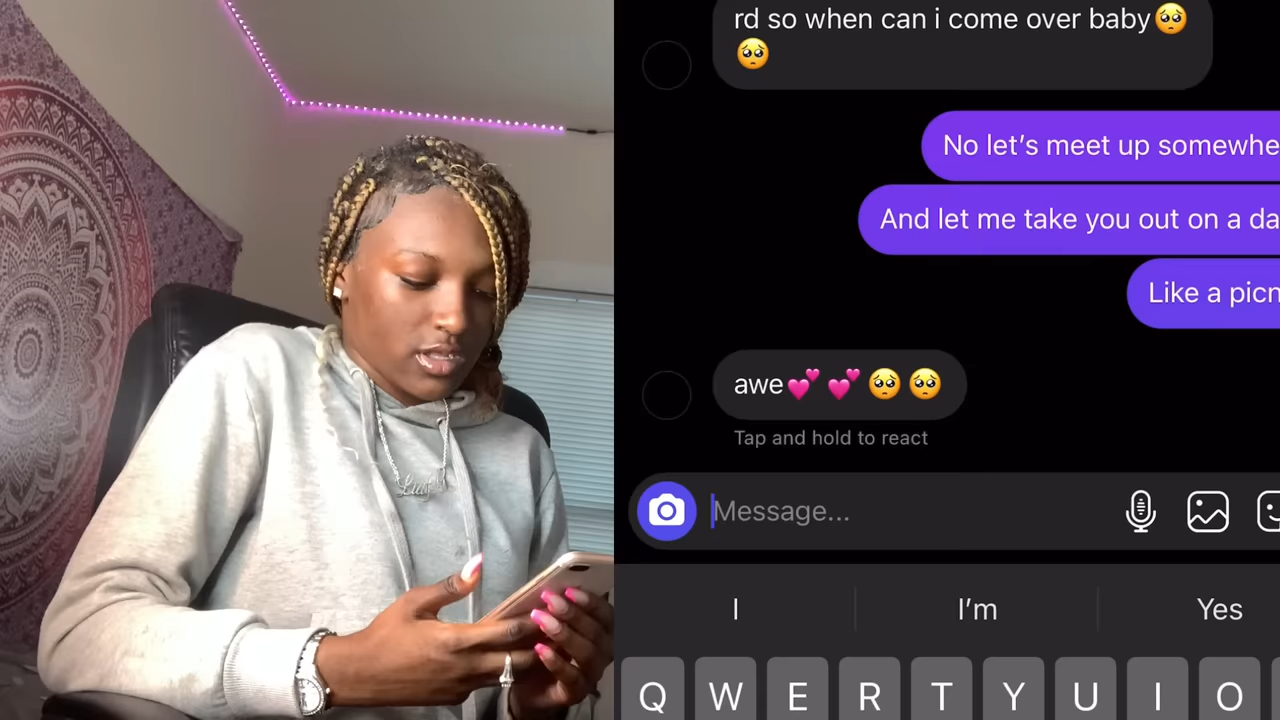 rd so when can i come over baby🥺
🥺
No let’s meet up somewhe
And let me take you out on a da
Like a picn
awe💕 💕 🥺 🥺
Tap and hold to react
Message...
I I’m Yes
Q W E R T Y U I O